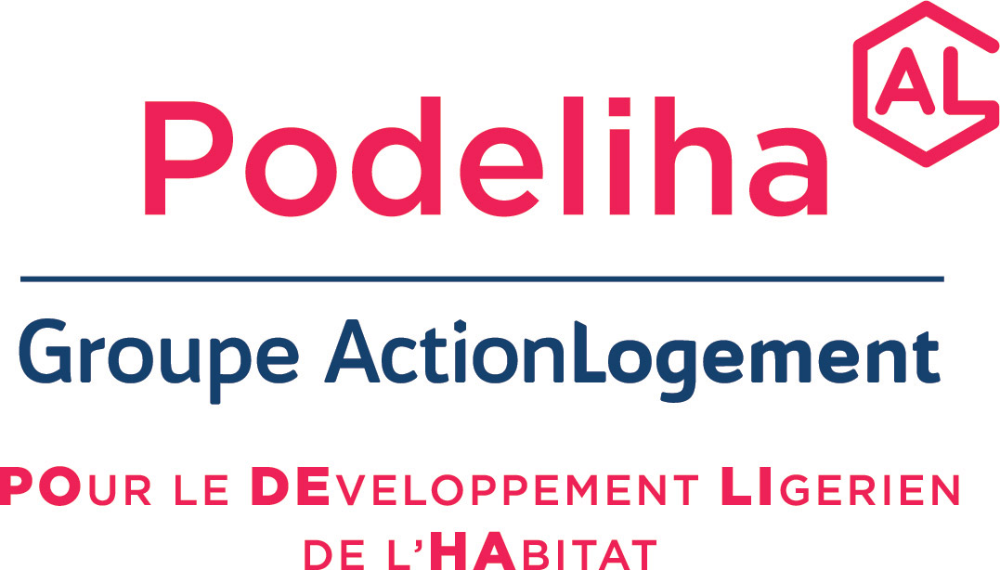 AL
Podeliha
Groupe ActionLogement
POUR LE DEVELOPPEMENT LIGERIEN
DE L'HABITAT